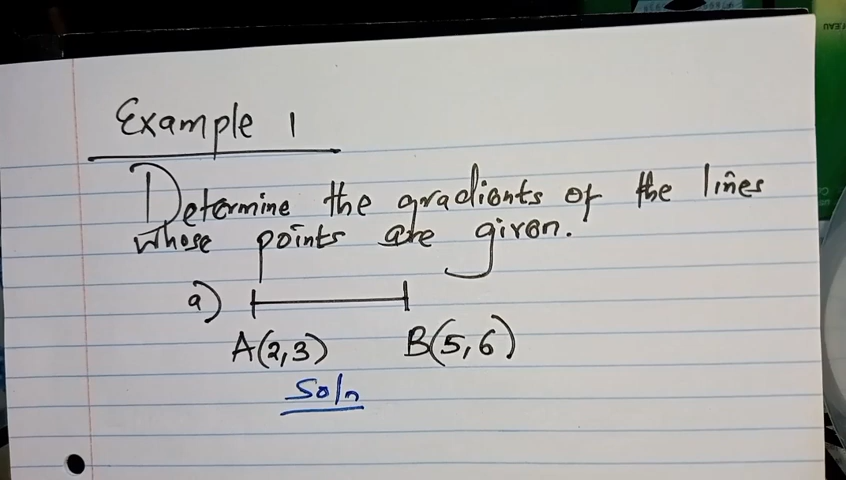 Example 1
Determine the gradients of the lines
whose points are given.
a)
A(2,3) B(5,6)
Soln